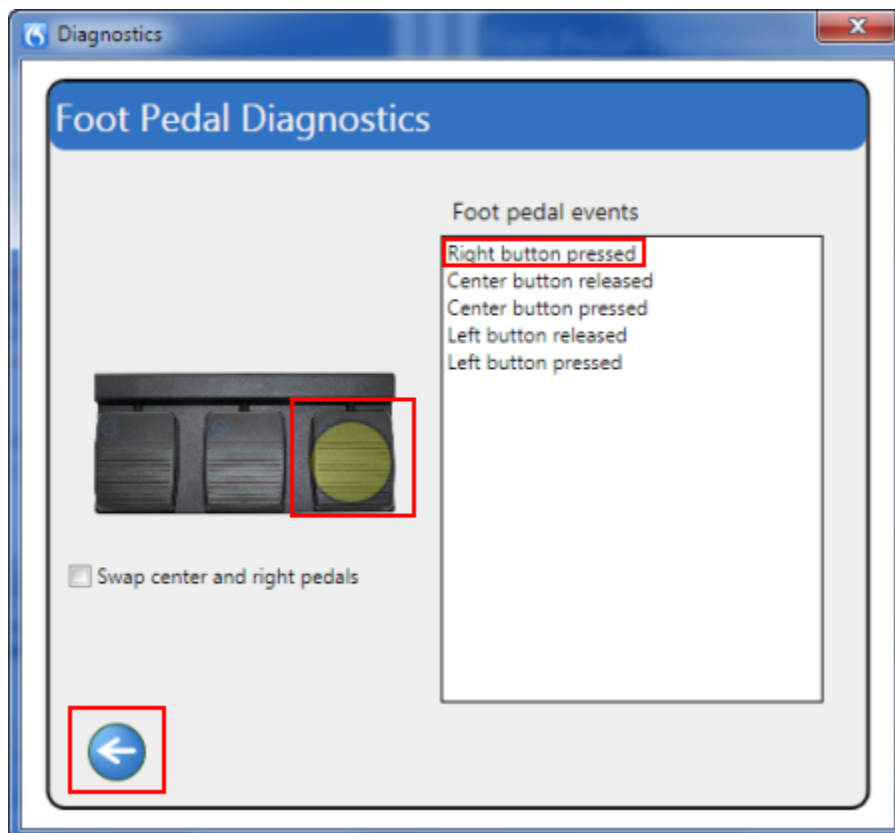 Diagnostics
Foot Pedal Diagnostics
Foot pedal events
Right button pressed
Center button released
Center button pressed
Left button released
Left button pressed
Swap center and right pedals